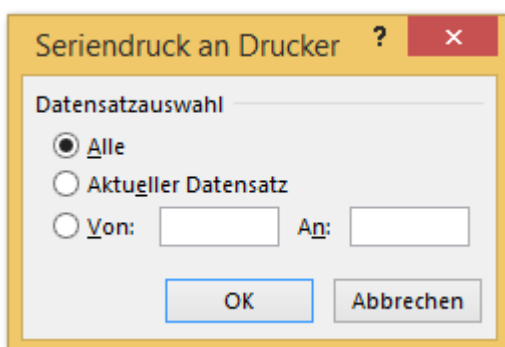 Seriendruck an Drucker ?
Datensatzauswahl
Alle
Aktueller Datensatz
Von: An:
OK Abbrechen